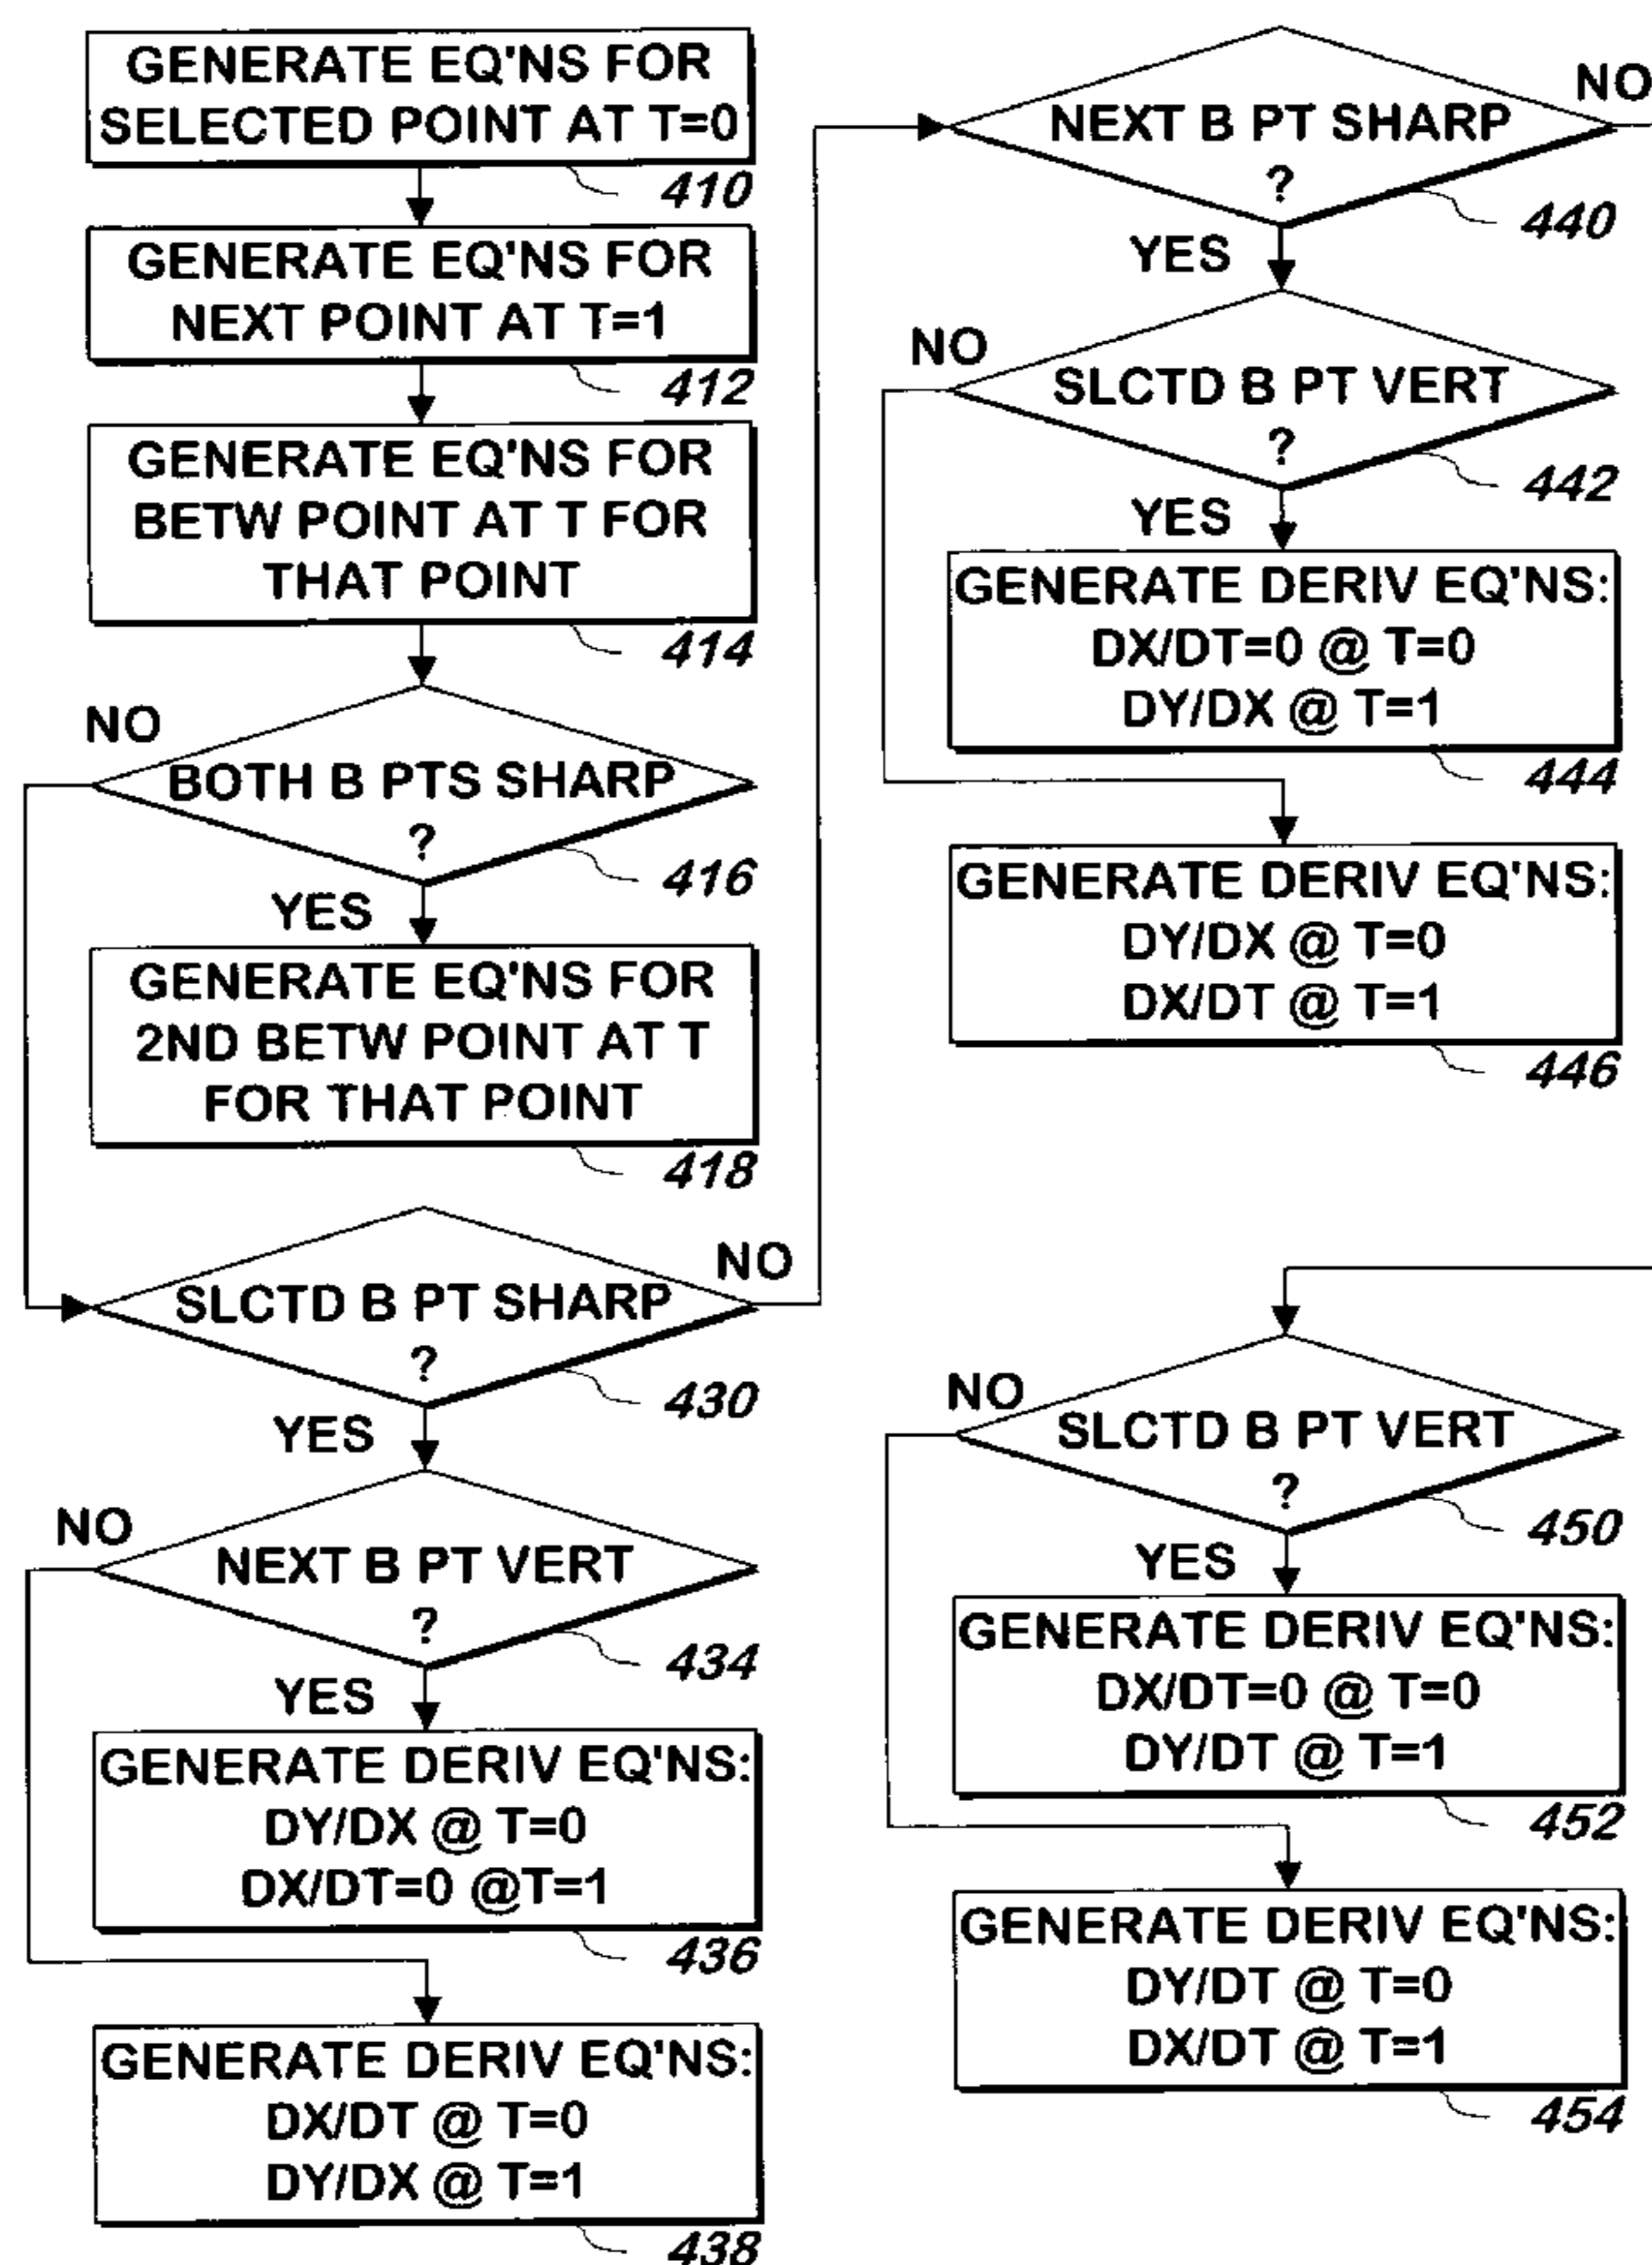 GENERATE EQ'NS FOR
SELECTED POINT AT T=0
410
GENERATE EQ'NS FOR
NEXT POINT AT T=1
412
GENERATE EQ'NS FOR
BETW POINT AT T FOR
THAT POINT
414
NO
BOTH B PTS SHARP
?
416
YES
GENERATE EQ'NS FOR
2ND BETW POINT AT T
FOR THAT POINT
418
NO
SLCTD B PT SHARP
?
430
YES
NO
NEXT B PT VERT
?
434
YES
GENERATE DERIV EQ'NS:
DY/DX @ T=0
DX/DT=0 @T=1
436
GENERATE DERIV EQ'NS:
DX/DT @ T=0
DY/DX @ T=1
438
NO
NEXT B PT SHARP
?
440
YES
NO
SLCTD B PT VERT
?
442
YES
GENERATE DERIV EQ'NS:
DX/DT=0 @ T=0
DY/DX @ T=1
444
GENERATE DERIV EQ'NS:
DY/DX @ T=0
DX/DT @ T=1
446
NO
SLCTD B PT VERT
?
450
YES
GENERATE DERIV EQ'NS:
DX/DT=0 @ T=0
DY/DT @ T=1
452
GENERATE DERIV EQ'NS:
DY/DT @ T=0
DX/DT @ T=1
454